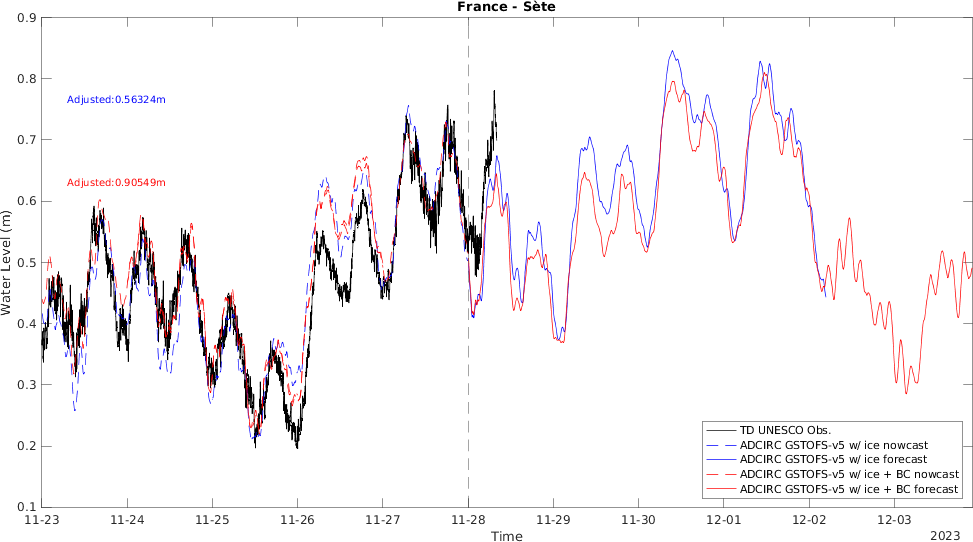 France - Sète
0.9
0.8
0.7
0.6
0.5
0.4
0.3
0.2
0.1
Water Level (m)
Adjusted:0.56324m
Adjusted:0.90549m
TD UNESCO Obs.
ADCIRC GSTOFS-v5 w/ ice nowcast
ADCIRC GSTOFS-v5 w/ ice forecast
ADCIRC GSTOFS-v5 w/ ice + BC nowcast
ADCIRC GSTOFS-v5 w/ ice + BC forecast
11-23 11-24 11-25 11-26 11-27 11-28 11-29 11-30 12-01 12-02 12-03
Time
2023